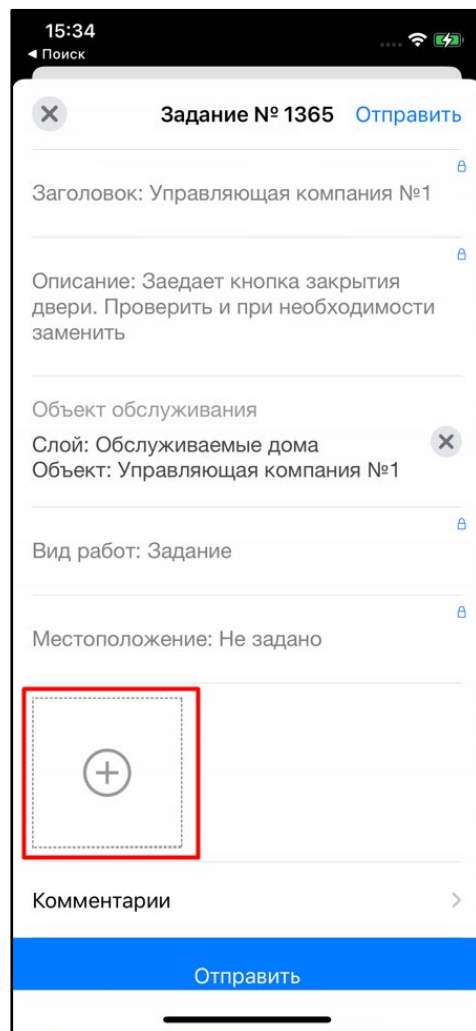 15:34
◀ Поиск
Задание № 1365 Отправить
Заголовок: Управляющая компания №1
Описание: Заедает кнопка закрытия
двери. Проверить и при необходимости
заменить
Объект обслуживания
Слой: Обслуживаемые дома
Объект: Управляющая компания №1
Вид работ: Задание
Местоположение: Не задано
Комментарии
Отправить